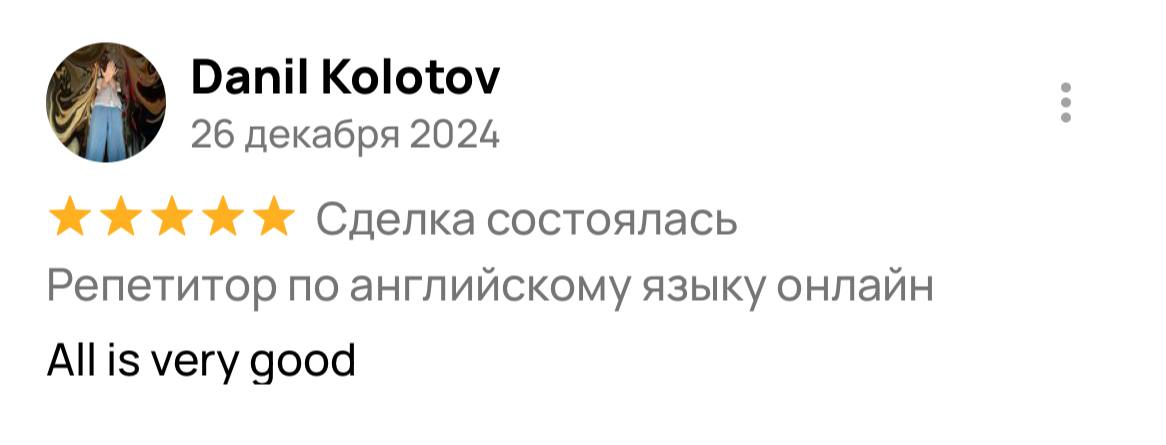 Danil Kolotov
26 декабря 2024
Сделка состоялась
Репетитор по английскому языку онлайн
All is very good